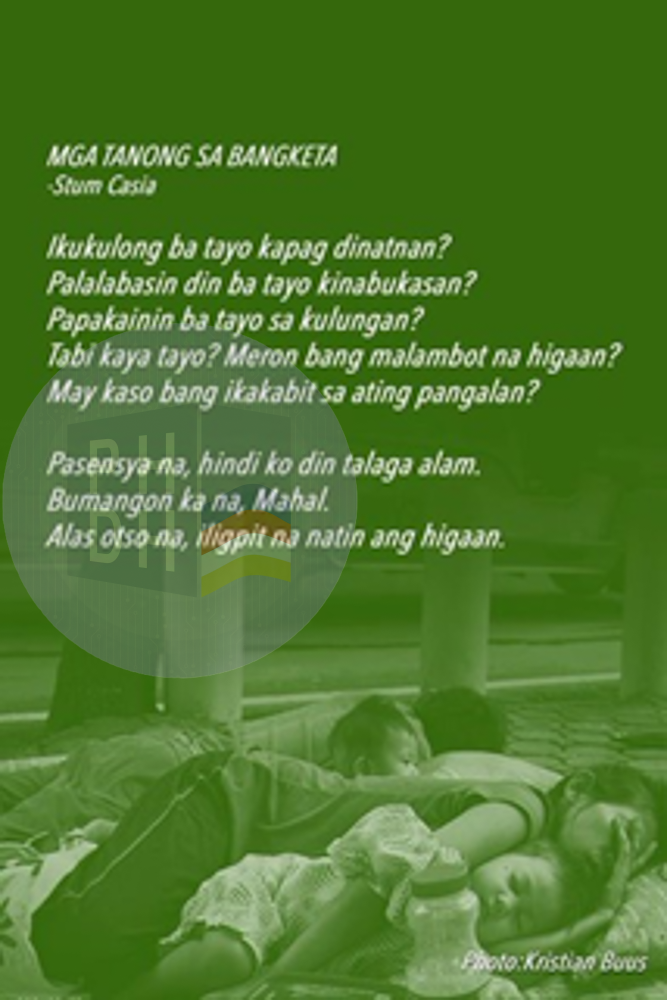 MGA TANONG SA BANGKETA
-Stum Casia
Ikukulong ba tayo kapag dinatnan?
Palalabasin din ba tayo kinabukasan?
Papakainin ba tayo sa kulungan?
Tabi kaya tayo? Meron bang malambot na higaan?
May kaso bang ikakabit sa ating pangalan?
Pasensya na, hindi ko din talaga alam.
Bumangon ka na, Mahal.
Alas otso na, iligpit na natin ang higaan.
BII
Photo:Kristian Buus